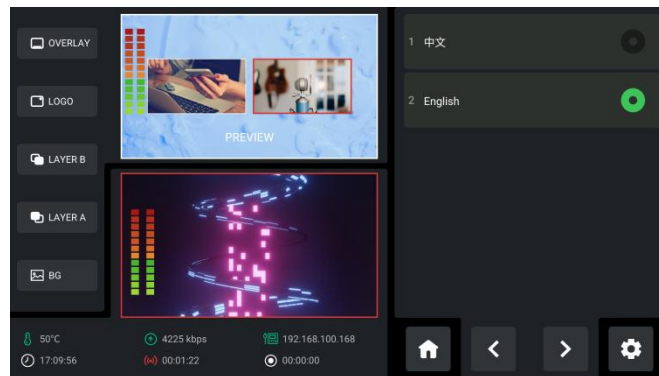 OVERLAY
LOGO
LAYER B
LAYER A
BG
PREVIEW
50°C
4225 kbps
192.168.100.168
17:09:56
00:01:22
00:00:00
1 中文
2 English